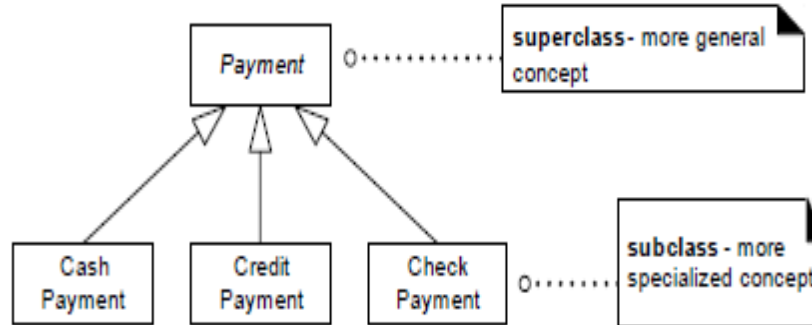 Payment
superclass- more general
concept
Cash
Payment
Credit
Payment
Check
Payment
subclass - more
specialized concept